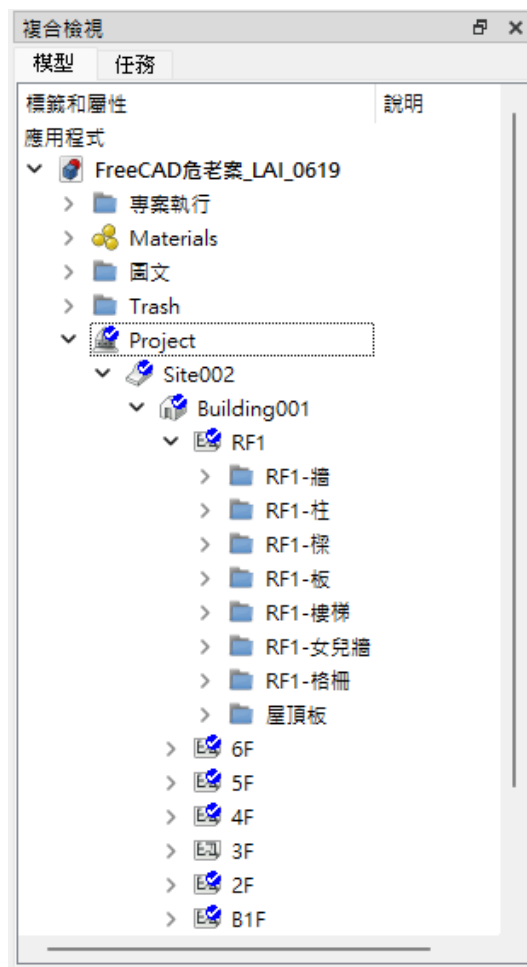 複合檢視
模型 任務
標籤和屬性 說明
應用程式
FreeCAD危老案_LAI_0619
專案執行
Materials
圖文
Trash
Project
Site002
Building001
RF1
RF1-牆
RF1-柱
RF1-樑
RF1-板
RF1-樓梯
RF1-女兒牆
RF1-格柵
屋頂板
6F
5F
4F
3F
2F
B1F